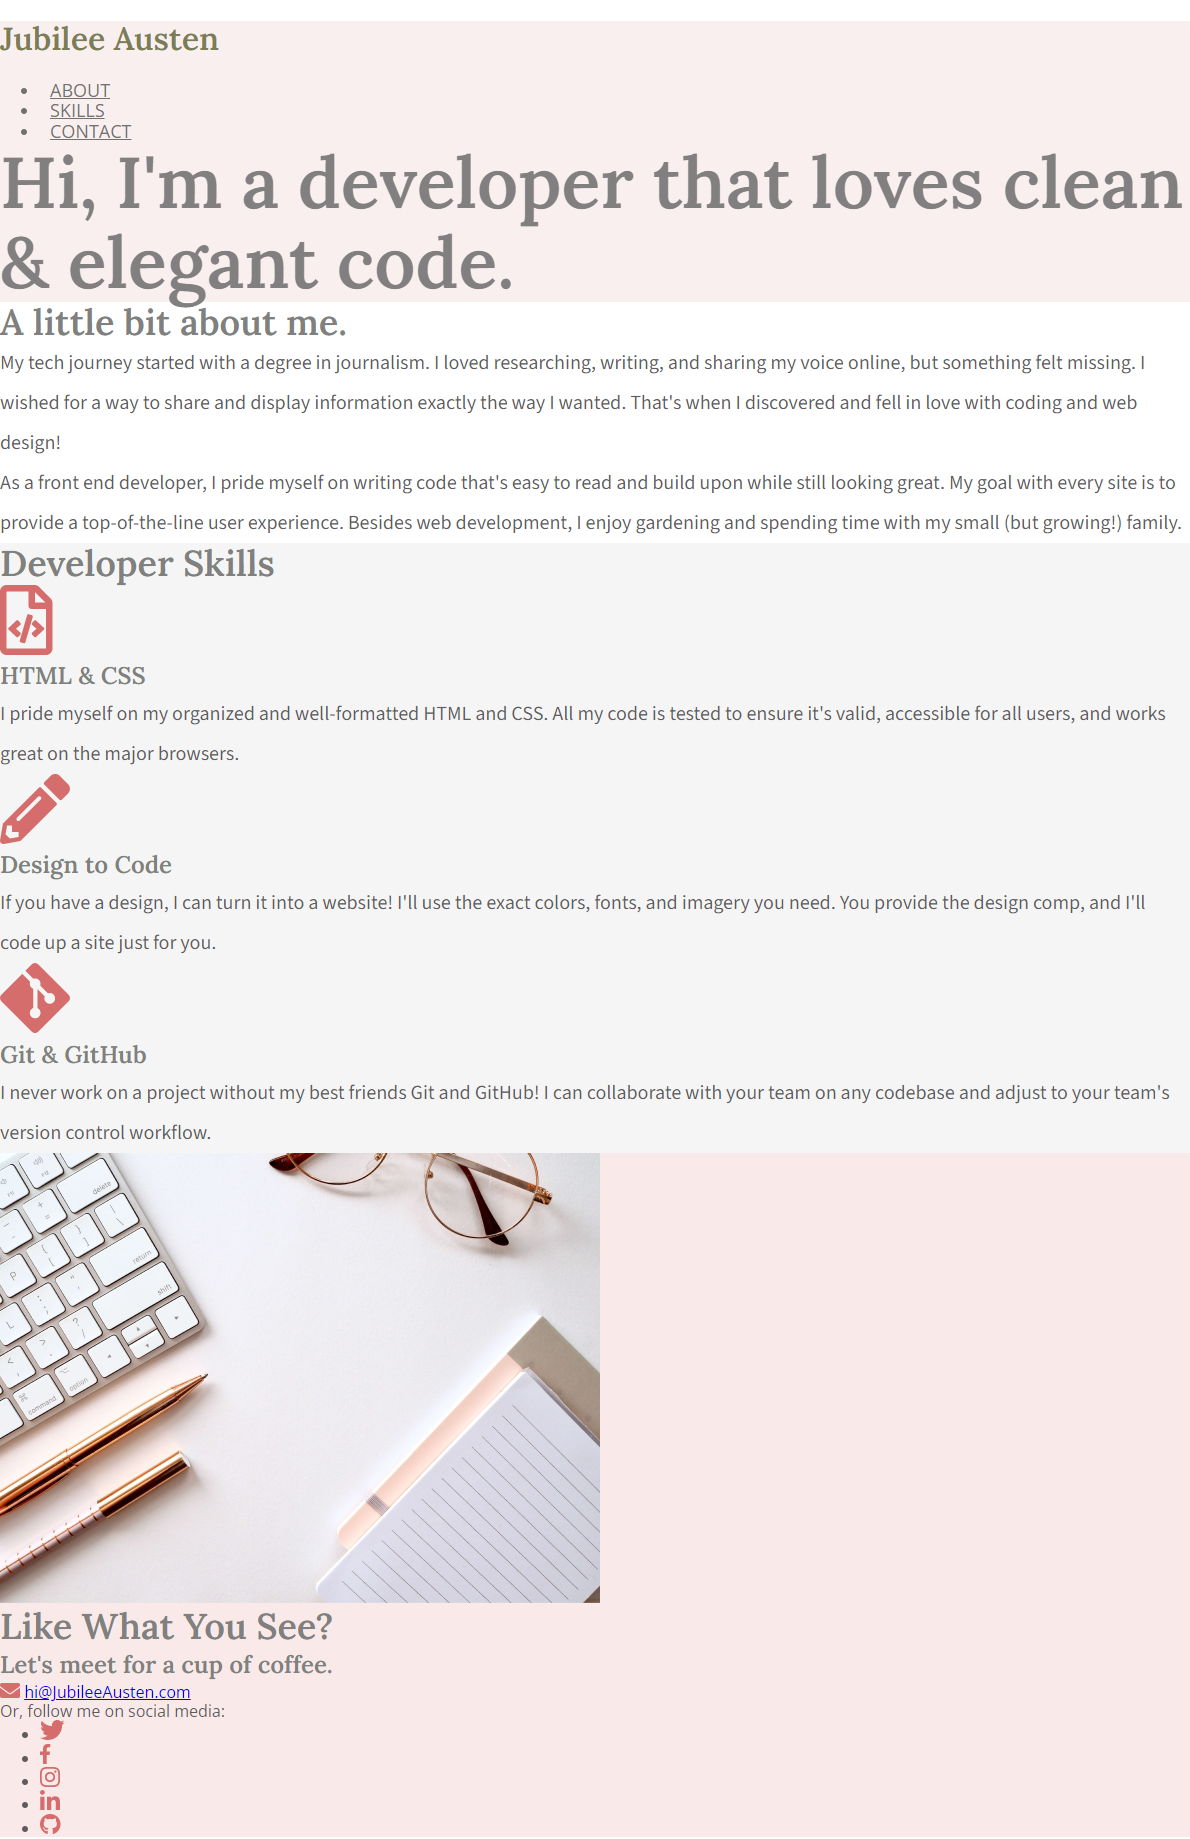 Jubilee Austen
ABOUT
SKILLS
CONTACT
Hi, I'm a developer that loves clean
& elegant code.
A little bit about me.
My tech journey started with a degree in journalism. I loved researching, writing, and sharing my voice online, but something felt missing. I
wished for a way to share and display information exactly the way I wanted. That's when I discovered and fell in love with coding and web
design!
As a front end developer, I pride myself on writing code that's easy to read and build upon while still looking great. My goal with every site is to
provide a top-of-the-line user experience. Besides web development, I enjoy gardening and spending time with my small (but growing!) family.
Developer Skills
HTML & CSS
I pride myself on my organized and well-formatted HTML and CSS. All my code is tested to ensure it's valid, accessible for all users, and works
great on the major browsers.
Design to Code
If you have a design, I can turn it into a website! I'll use the exact colors, fonts, and imagery you need. You provide the design comp, and I'll
code up a site just for you.
Git & GitHub
I never work on a project without my best friends Git and GitHub! I can collaborate with your team on any codebase and adjust to your team's
version control workflow.
delete
return
shift
option
command
Like What You See?
Let's meet for a cup of coffee.
hi@JubileeAusten.com
Or, follow me on social media: